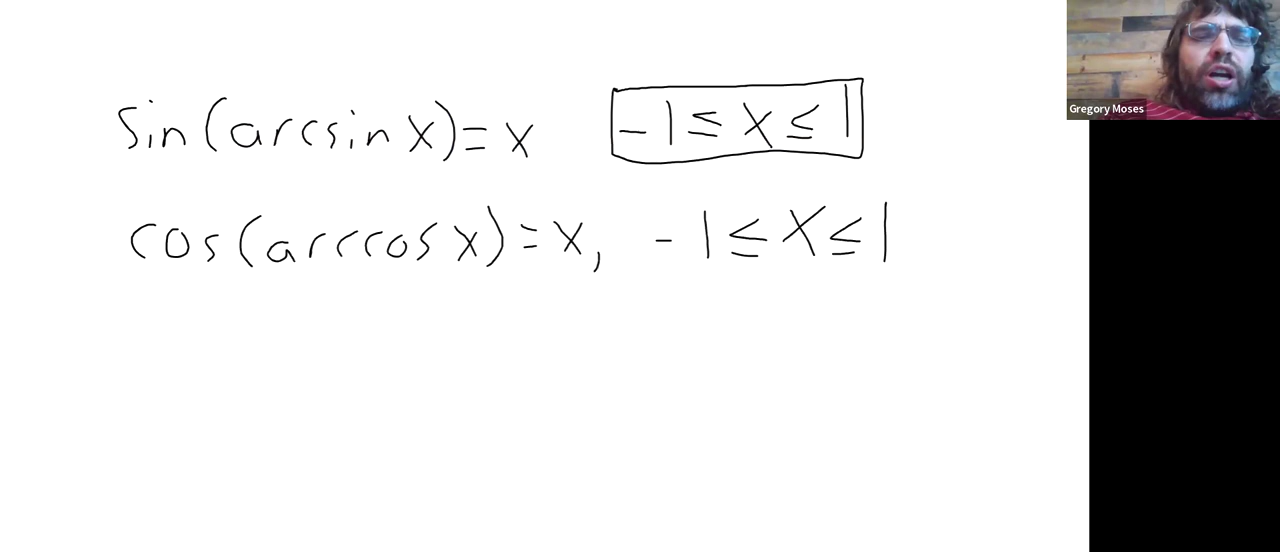 sin(arcsin x) = x -1 ≤ x ≤ 1
cos(arccos x) = x, -1 ≤ x ≤ 1
Gregory Moses